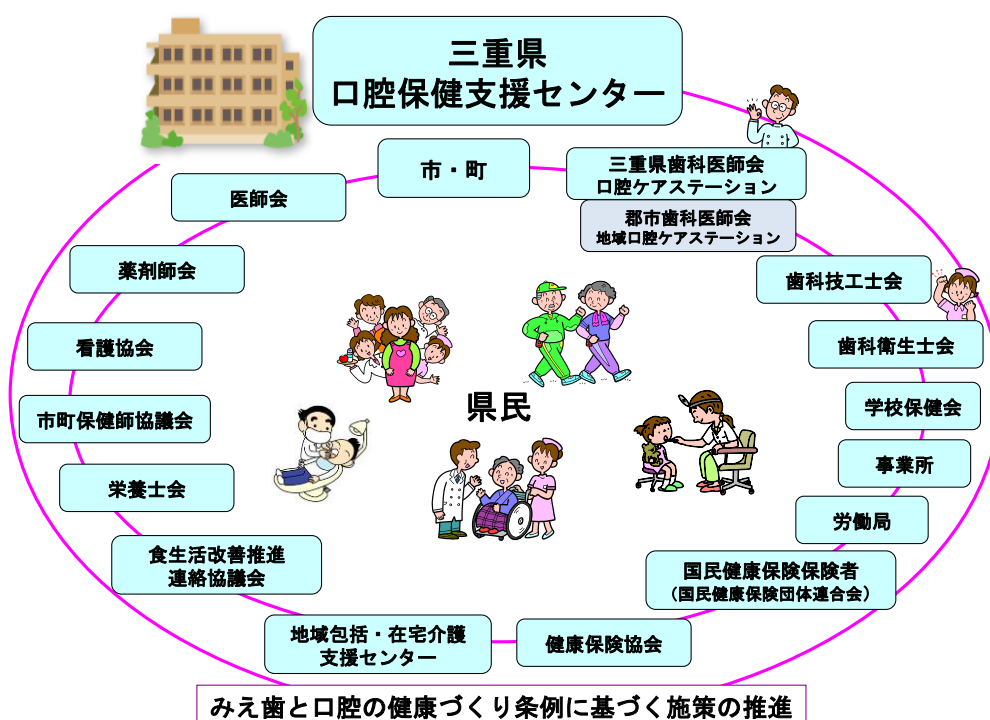 三重県
口腔保健支援センター
市・町
三重県歯科医師会
口腔ケアステーション
郡市歯科医師会
地域口腔ケアステーション
医師会
薬剤師会
歯科技工士会
看護協会
歯科衛生士会
県民
市町保健師協議会
学校保健会
事業所
栄養士会
労働局
食生活改善推進
連絡協議会
国民健康保険保険者
（国民健康保険団体連合会）
地域包括・在宅介護
支援センター
健康保険協会
みえ歯と口腔の健康づくり条例に基づく施策の推進